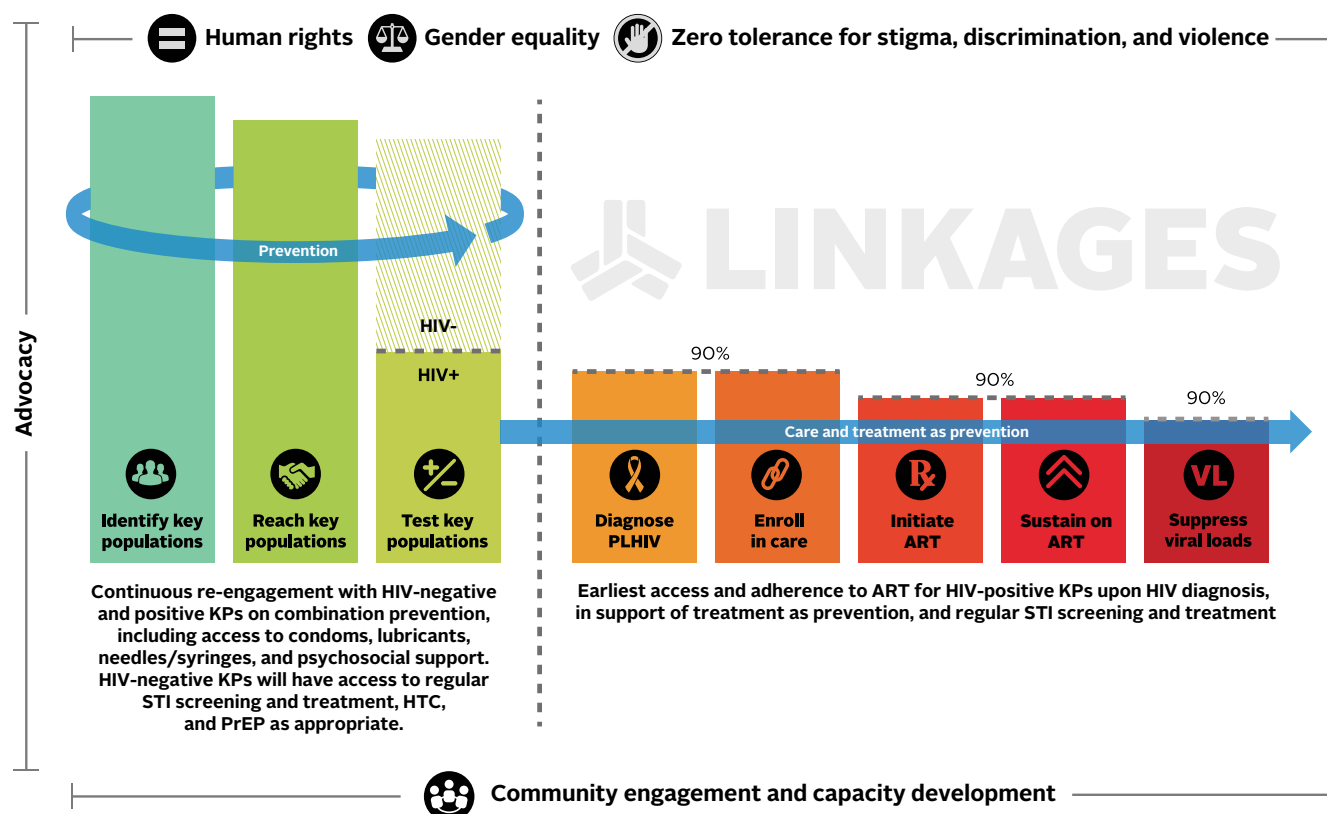 Human rights
Gender equality
Zero tolerance for stigma, discrimination, and violence
Advocacy
Prevention
HIV-
HIV+
Identify key
populations
Reach key
populations
+/−
Test key
populations
Continuous re-engagement with HIV-negative
and positive KPs on combination prevention,
including access to condoms, lubricants,
needles/syringes, and psychosocial support.
HIV-negative KPs will have access to regular
STI screening and treatment, HTC,
and PrEP as appropriate.
LINKAGES
90%
90%
90%
Care and treatment as prevention
Diagnose
PLHIV
Enroll
in care
Rx
Initiate
ART
Sustain on
ART
VL
Suppress
viral loads
Earliest access and adherence to ART for HIV-positive KPs upon HIV diagnosis,
in support of treatment as prevention, and regular STI screening and treatment
Community engagement and capacity development